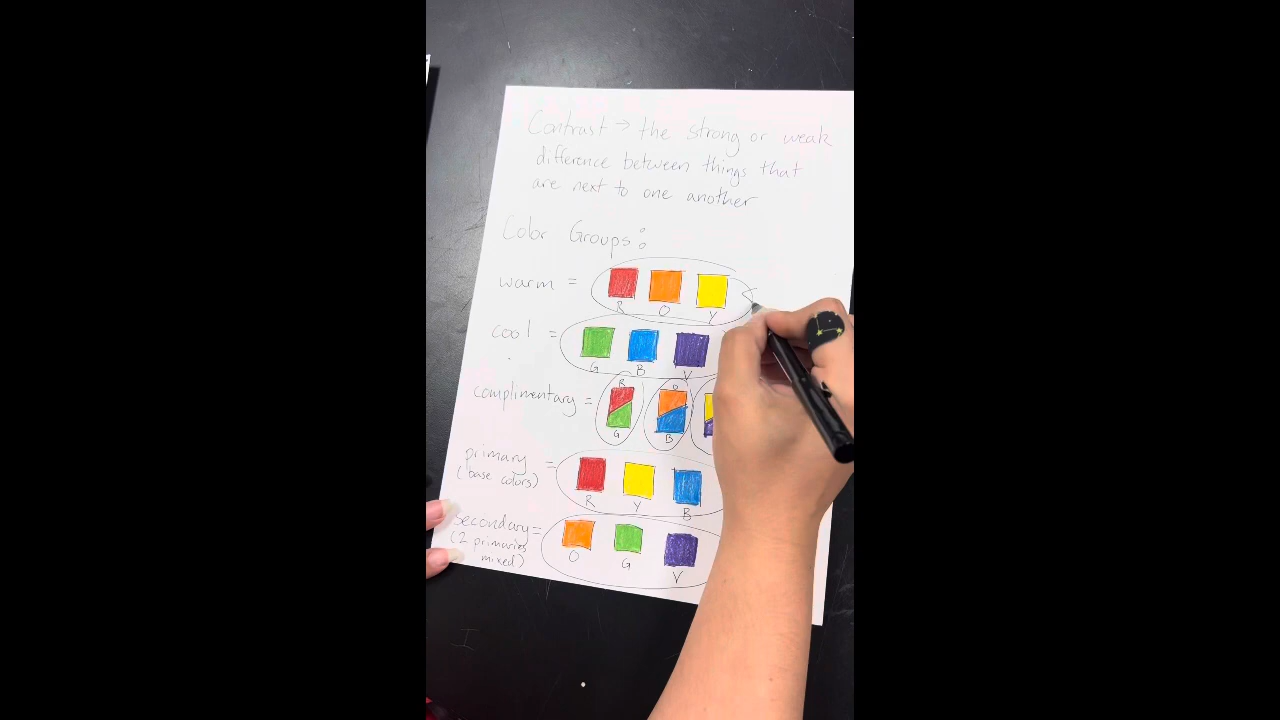 Contrast → the strong or weak
difference between things that
are next to one another
Color Groups:
warm =
R O Y
cool =
G B V
complimentary =
R O
G B
primary =
(base colors)
R Y B
secondary =
(2 primaries
mixed)
O G V